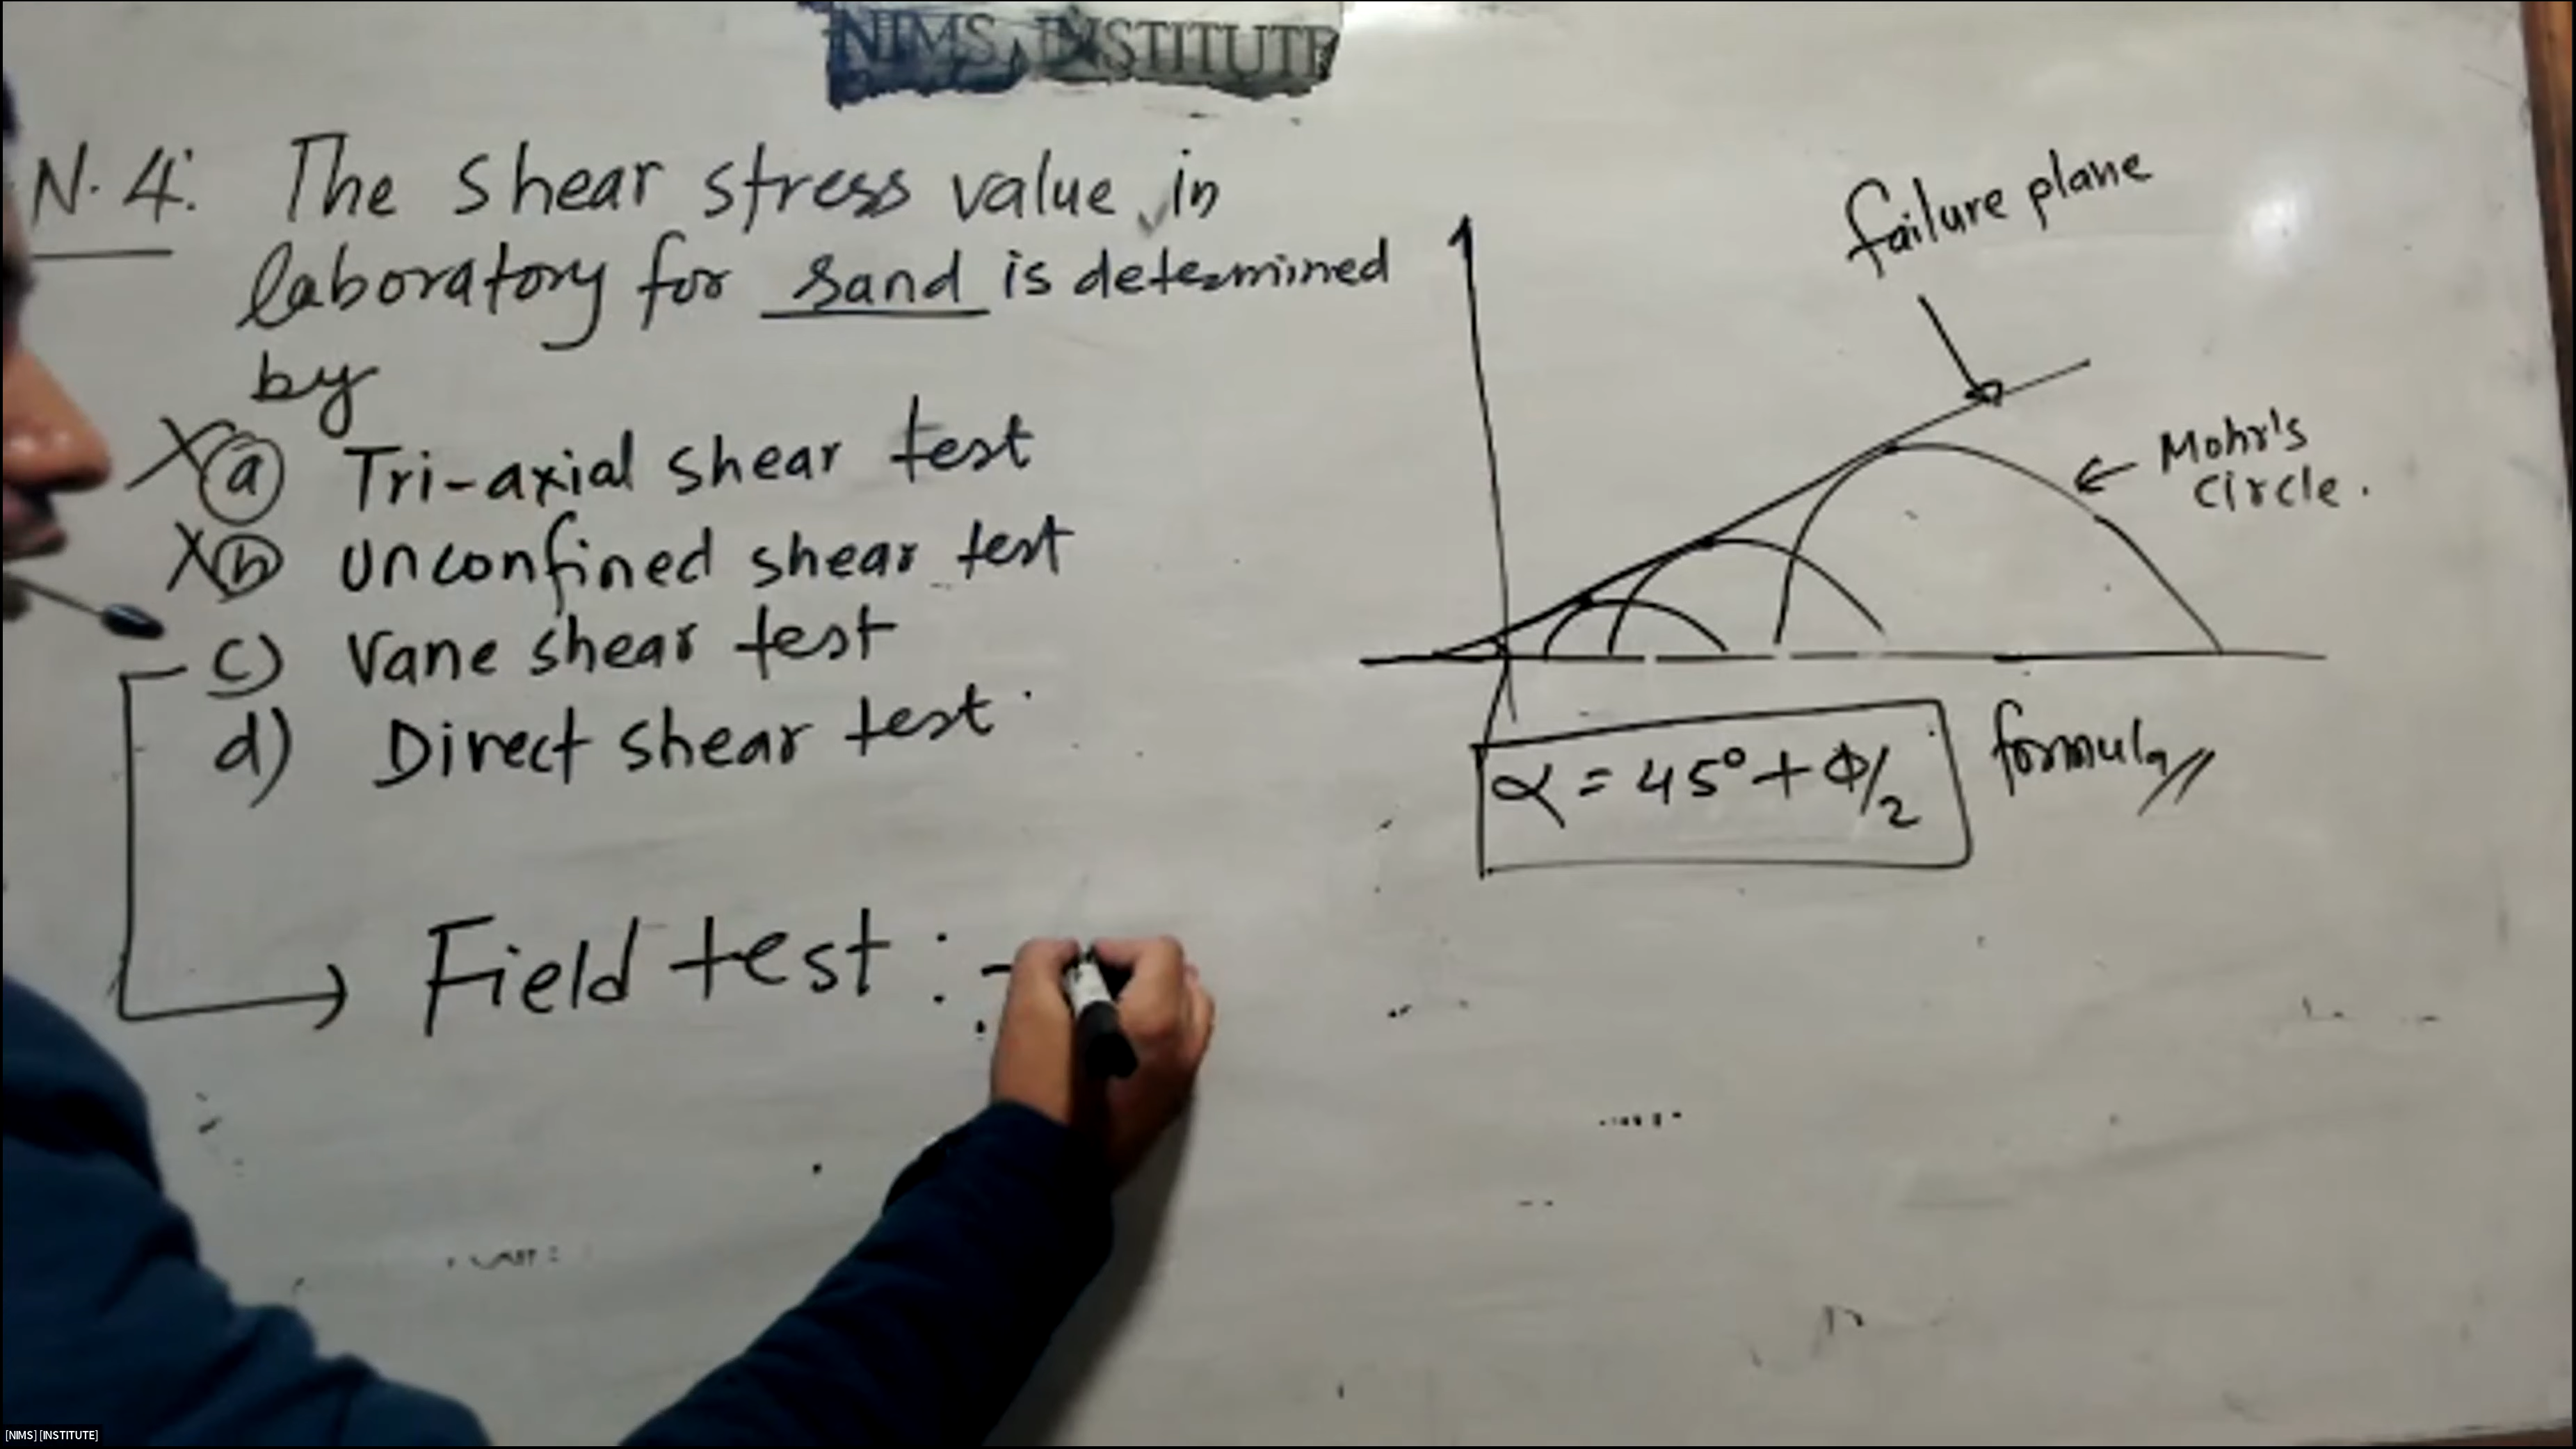 NIMS INSTITUTE
N. 4: The shear stress value in
laboratory for sand is determined
by
a) Tri-axial shear test
b) Unconfined shear test
c) Vane shear test
d) Direct shear test
Field test :-
failure plane
Mohr's
circle.
α = 45° + Φ/2
formula
[NIMS] [INSTITUTE]